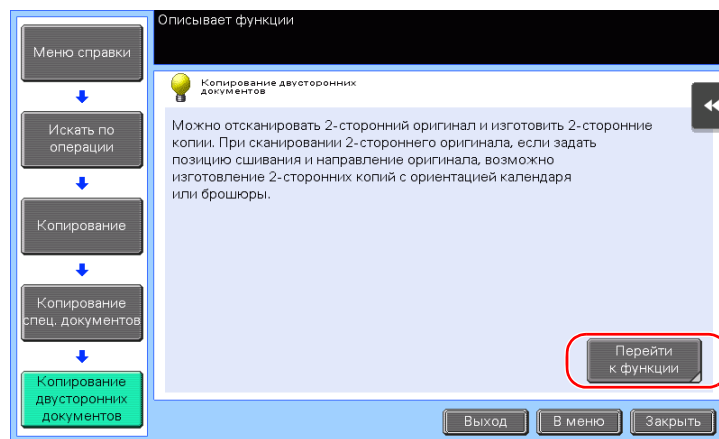 Описывает функции
Меню справки
Искать по
операции
Копирование
Копирование
спец. документов
Копирование
двусторонних
документов
Копирование двусторонних
документов
Можно отсканировать 2-сторонний оригинал и изготовить 2-сторонние
копии. При сканировании 2-стороннего оригинала, если задать
позицию сшивания и направление оригинала, возможно
изготовление 2-сторонних копий с ориентацией календаря
или брошюры.
Перейти
к функции
Выход
В меню
Закрыть